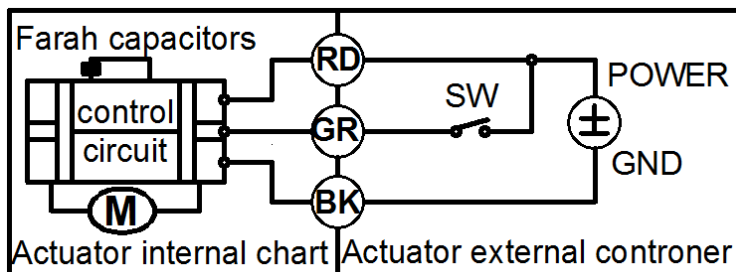 Farah capacitors
RD
POWER
control
SW
GR
±
circuit
GND
M
BK
Actuator internal chart
Actuator external controner